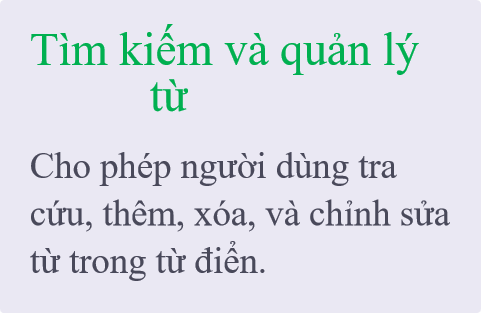 Tìm kiếm và quản lý
từ
Cho phép người dùng tra
cứu, thêm, xóa, và chỉnh sửa
từ trong từ điển.